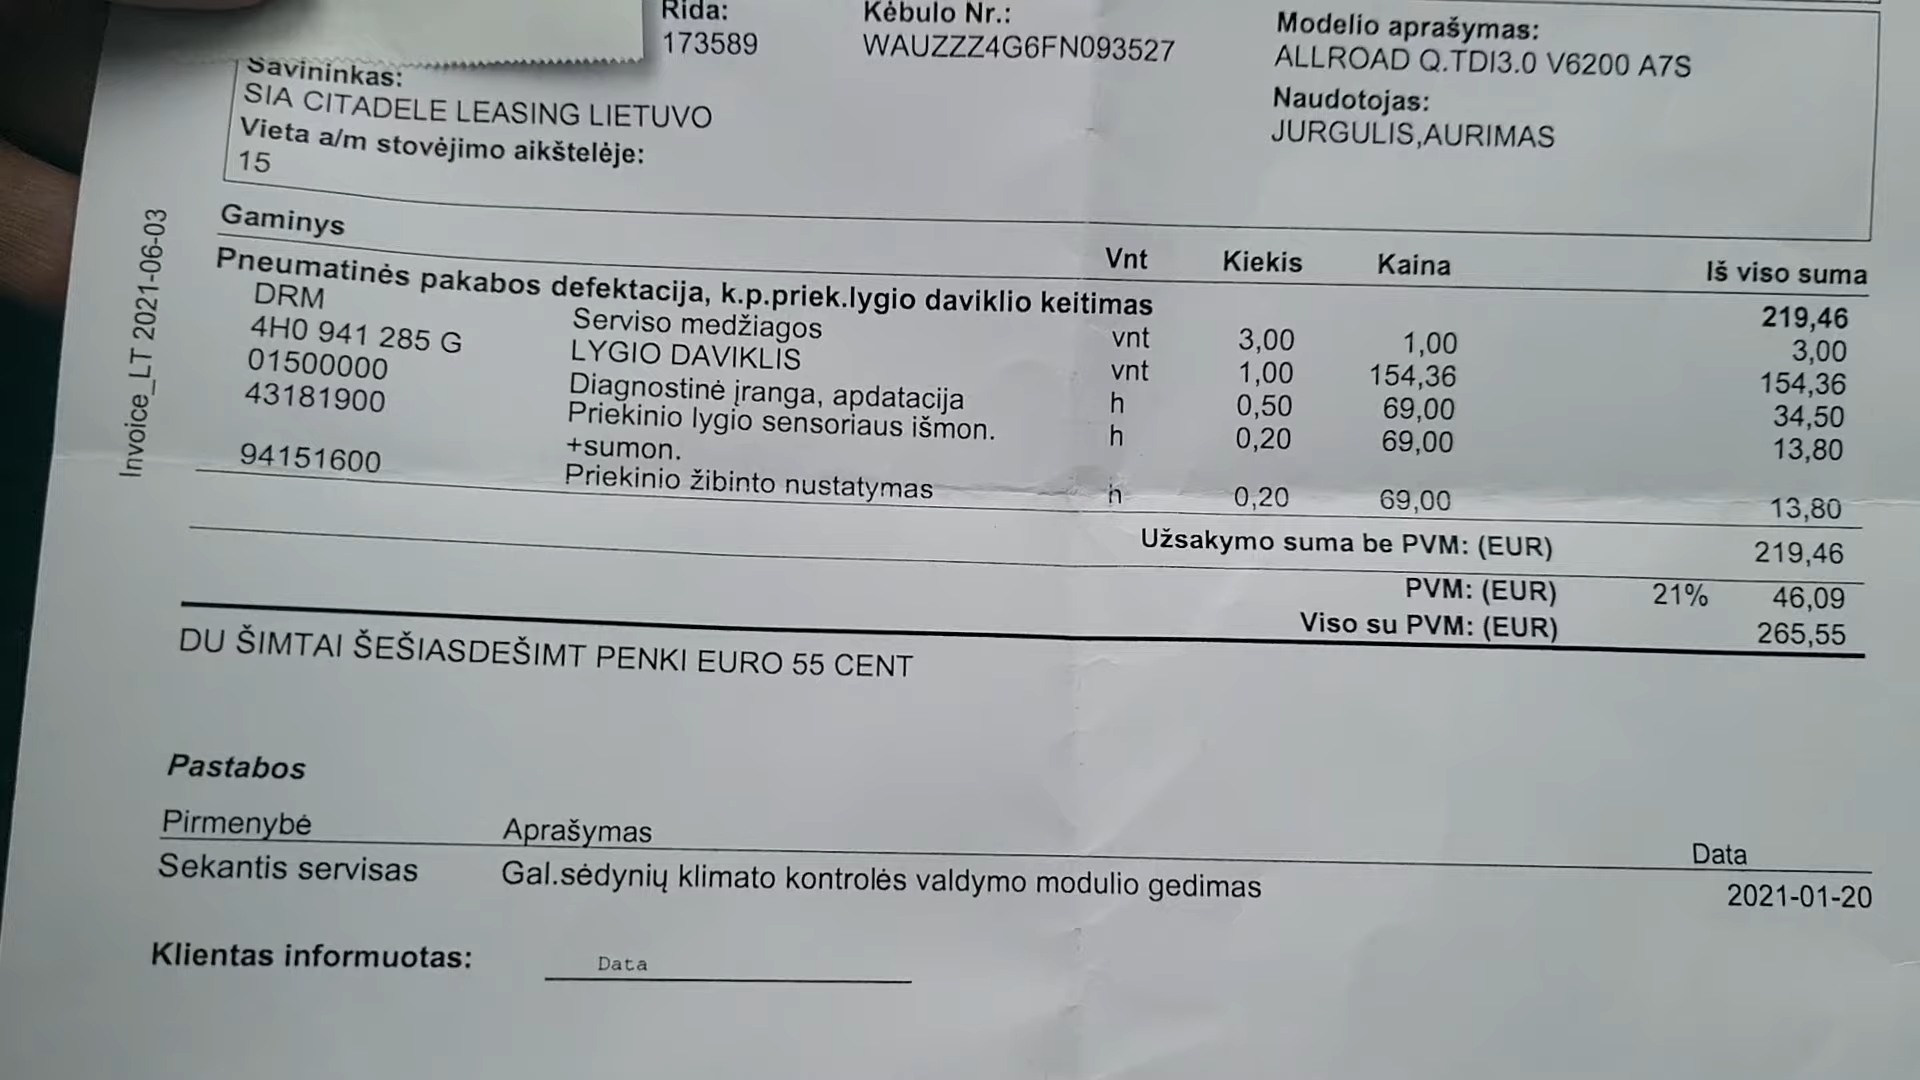 Rida:
173589
Kėbulo Nr.:
WAUZZZ4G6FN093527
Modelio aprašymas:
ALLROAD Q.TDI3.0 V6200 A7S
Savininkas:
SIA CITADELE LEASING LIETUVO
Naudotojas:
JURGULIS,AURIMAS
Vieta a/m stovėjimo aikštelėje:
15
Invoice_LT 2021-06-03
Gaminys Vnt Kiekis Kaina Iš viso suma
Pneumatinės pakabos defektacija, k.p.priek.lygio daviklio keitimas 219,46
DRM Serviso medžiagos vnt 3,00 1,00 3,00
4H0 941 285 G LYGIO DAVIKLIS vnt 1,00 154,36 154,36
01500000 Diagnostinė įranga, apdatacija h 0,50 69,00 34,50
43181900 Priekinio lygio sensoriaus išmon. h 0,20 69,00 13,80
+sumon.
94151600 Priekinio žibinto nustatymas h 0,20 69,00 13,80
Užsakymo suma be PVM: (EUR) 219,46
PVM: (EUR) 21% 46,09
Viso su PVM: (EUR) 265,55
DU ŠIMTAI ŠEŠIASDEŠIMT PENKI EURO 55 CENT
Pastabos
Pirmenybė Aprašymas Data
Sekantis servisas Gal.sėdynių klimato kontrolės valdymo modulio gedimas 2021-01-20
Klientas informuotas: Data